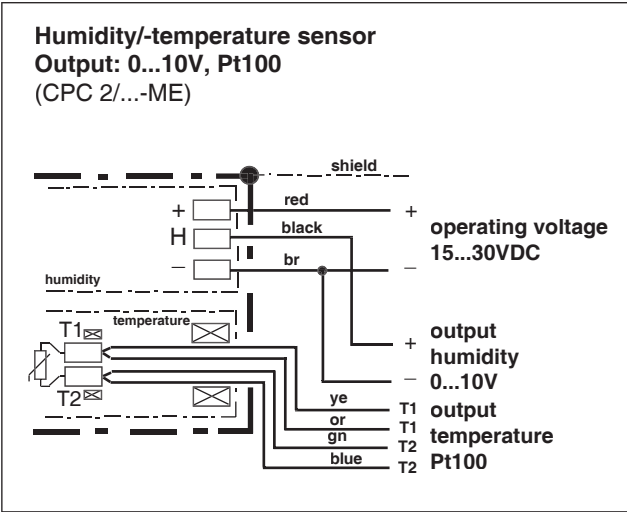 Humidity/-temperature sensor
Output: 0...10V, Pt100
(CPC 2/...-ME)
shield
+ red +
H black operating voltage
15...30VDC
− br −
humidity
temperature
T1
T2
+ output
humidity
− 0...10V
ye T1 output
or T1
temperature
gn T2
blue T2 Pt100